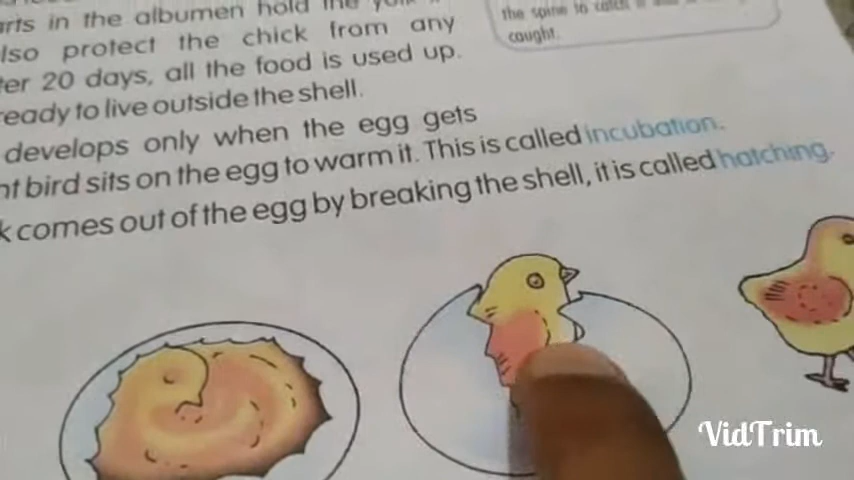 arts in the albumen hold the
also protect the chick from any
ter 20 days, all the food is used up.
ready to live outside the shell.
develops only when the egg gets
nt bird sits on the egg to warm it. This is called incubation.
k comes out of the egg by breaking the shell, it is called hatching.
the same to catch
caught.
VidTrim